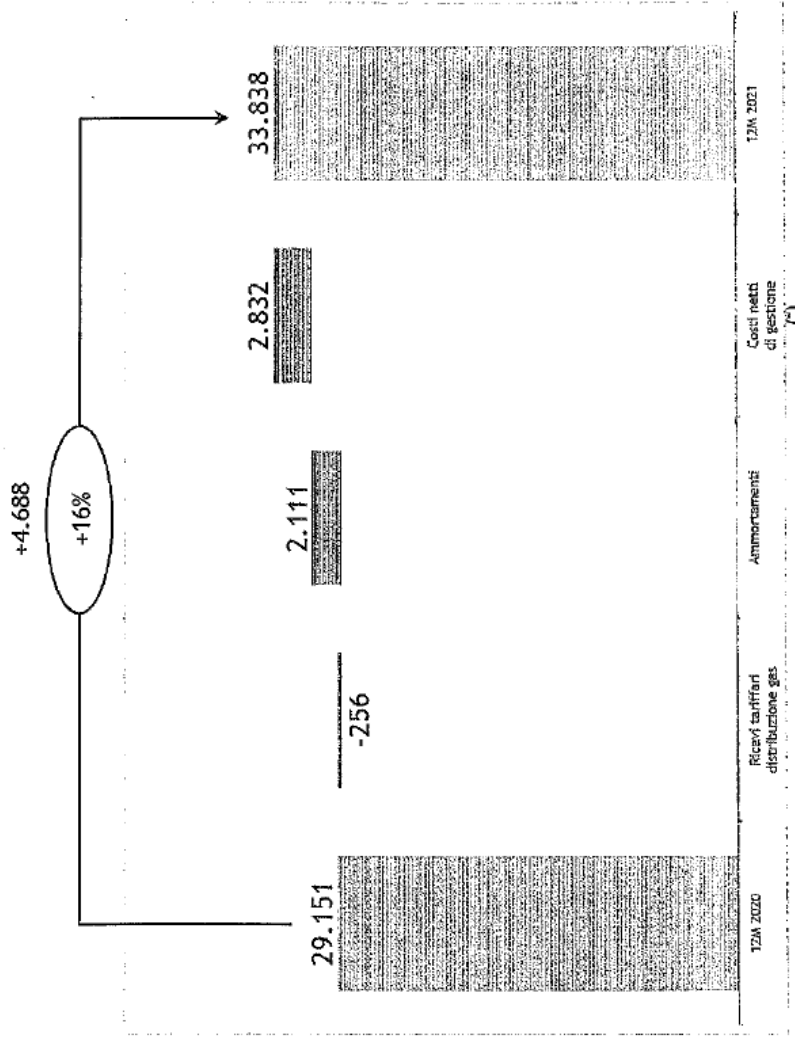 +4.688
+16%
29.151
-256
2.111
2.832
33.838
12M 2020
Ricavi tariffari
distribuzione gas
Ammortamenti
Costi netti
di gestione
(*)
12M 2021